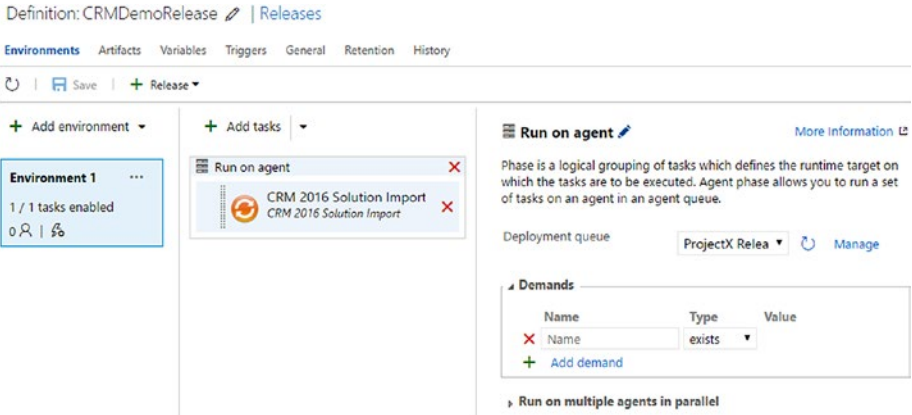 Definition: CRMDemoRelease | Releases
Environments Artifacts Variables Triggers General Retention History
Save | + Release
+ Add environment
Environment 1 ...
1 / 1 tasks enabled
0 |
+ Add tasks
Run on agent
CRM 2016 Solution Import
CRM 2016 Solution Import
Run on agent More Information
Phase is a logical grouping of tasks which defines the runtime target on
which the tasks are to be executed. Agent phase allows you to run a set
of tasks on an agent in an agent queue.
Deployment queue ProjectX Relea Manage
Demands
Name Type Value
Name exists
+ Add demand
Run on multiple agents in parallel